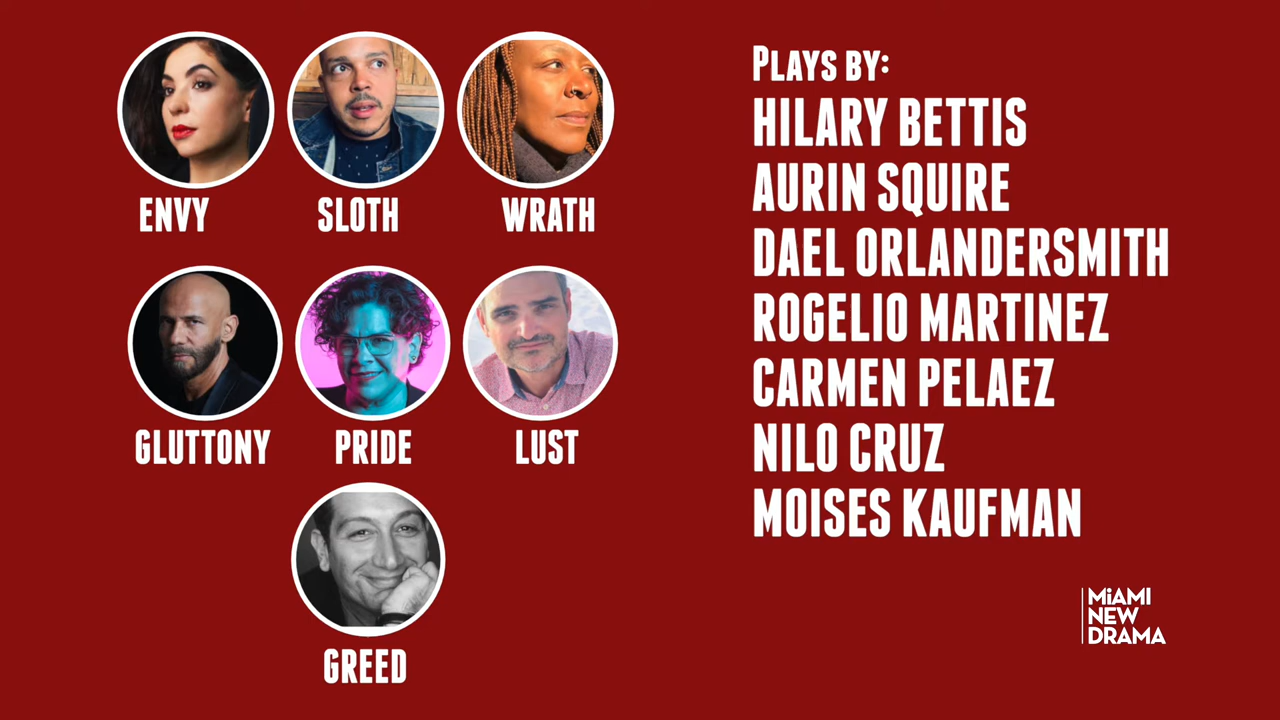 ENVY
SLOTH
WRATH
GLUTTONY
PRIDE
LUST
GREED
PLAYS BY:
HILARY BETTIS
AURIN SQUIRE
DAEL ORLANDERSMITH
ROGELIO MARTINEZ
CARMEN PELAEZ
NILO CRUZ
MOISES KAUFMAN
MiAMI
NEW
DRAMA